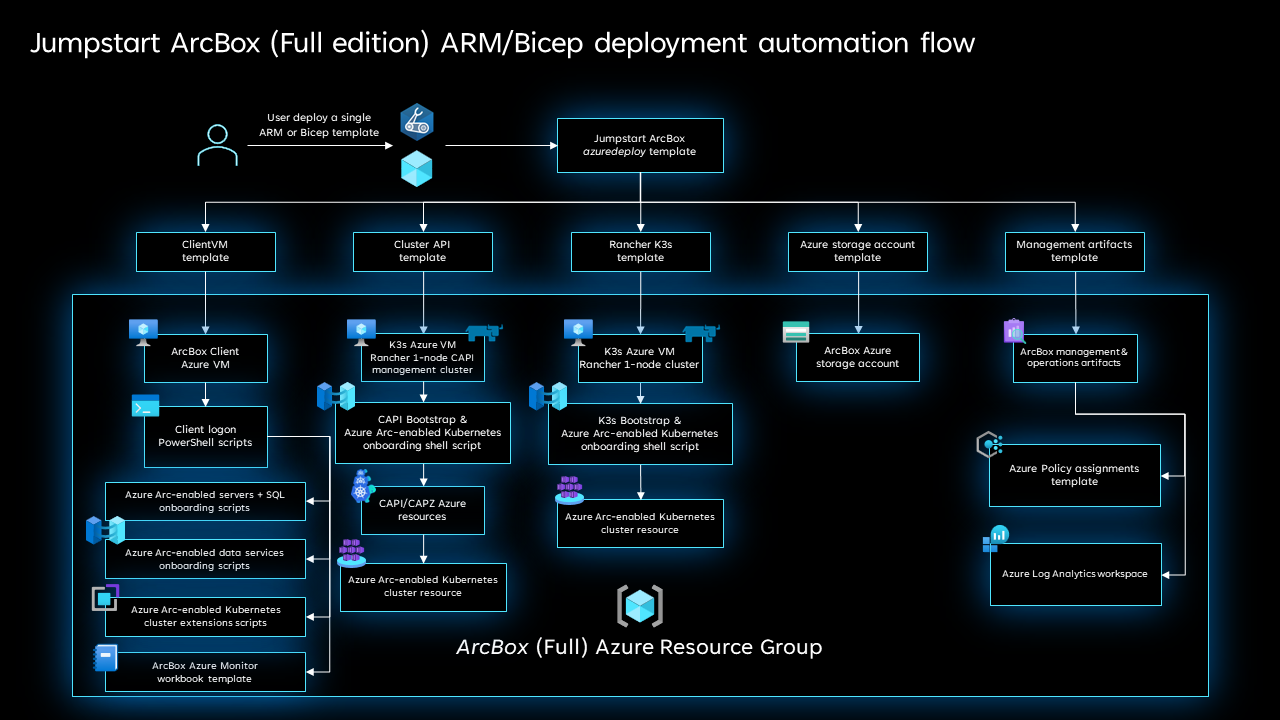 Jumpstart ArcBox (Full edition) ARM/Bicep deployment automation flow
User deploy a single
ARM or Bicep template
Jumpstart ArcBox
azuredeploy template
ClientVM
template
Cluster API
template
Rancher K3s
template
Azure storage account
template
Management artifacts
template
ArcBox Client
Azure VM
K3s Azure VM
Rancher 1-node CAPI
management cluster
K3s Azure VM
Rancher 1-node cluster
ArcBox Azure
storage account
ArcBox management &
operations artifacts
Client logon
PowerShell scripts
CAPI Bootstrap &
Azure Arc-enabled Kubernetes
onboarding shell script
K3s Bootstrap &
Azure Arc-enabled Kubernetes
onboarding shell script
Azure Policy assignments
template
Azure Arc-enabled servers + SQL
onboarding scripts
CAPI/CAPZ Azure
resources
Azure Arc-enabled Kubernetes
cluster resource
Azure Arc-enabled data services
onboarding scripts
Azure Arc-enabled Kubernetes
cluster resource
Azure Log Analytics workspace
Azure Arc-enabled Kubernetes
cluster extensions scripts
ArcBox Azure Monitor
workbook template
ArcBox (Full) Azure Resource Group